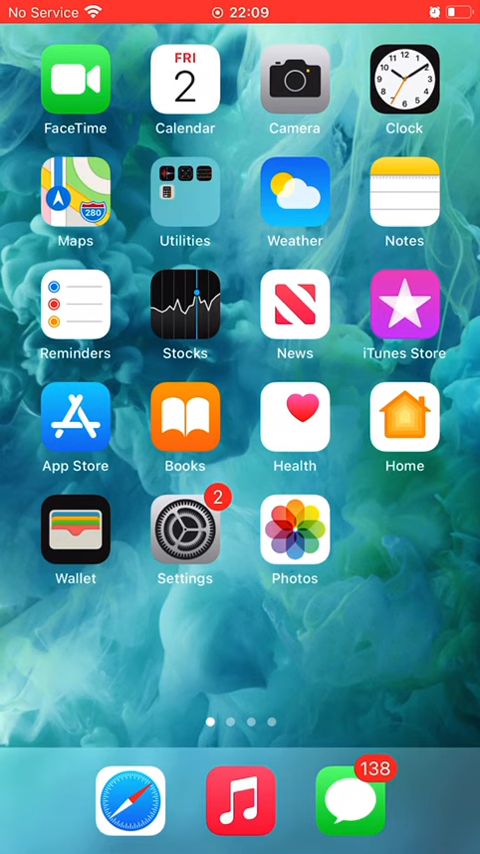 No Service 22:09
FRI
2
FaceTime Calendar Camera Clock
280
Maps Utilities Weather Notes
Reminders Stocks News iTunes Store
App Store Books Health Home
2
Wallet Settings Photos
138